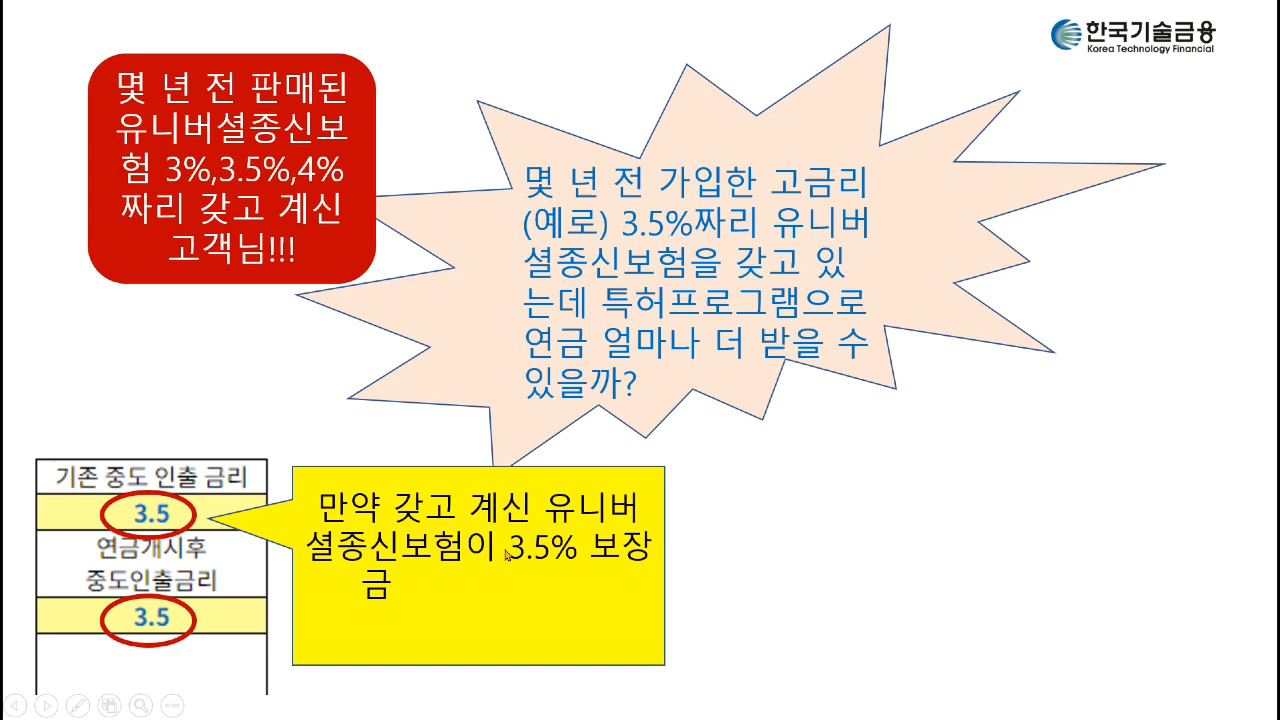 한국기술금융
Korea Technology Financial
몇 년 전 판매된
유니버셜종신보
험 3%,3.5%,4%
짜리 갖고 계신
고객님!!!
몇 년 전 가입한 고금리
(예로) 3.5%짜리 유니버
셜종신보험을 갖고 있
는데 특허프로그램으로
연금 얼마나 더 받을 수
있을까?
기존 중도 인출 금리
3.5
연금개시후
중도인출금리
3.5
만약 갖고 계신 유니버
셜종신보험이 3.5% 보장
금